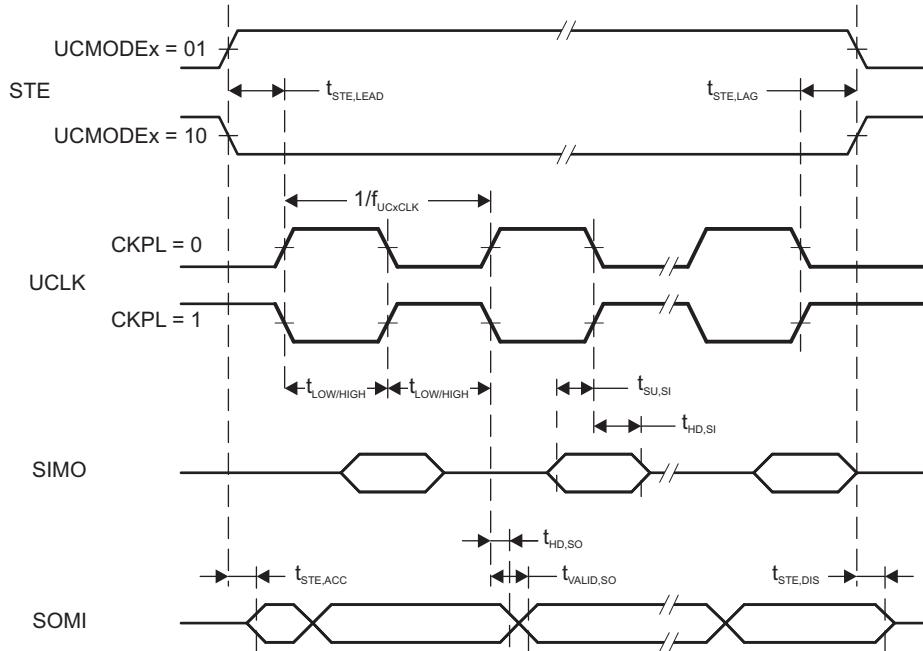 UCMODEx = 01
STE
t_STE,LEAD
t_STE,LAG
UCMODEx = 10
1/f_UCxCLK
CKPL = 0
UCLK
CKPL = 1
t_LOW/HIGH
t_LOW/HIGH
t_SU,SI
t_HD,SI
SIMO
t_HD,SO
t_STE,ACC
t_VALID,SO
t_STE,DIS
SOMI